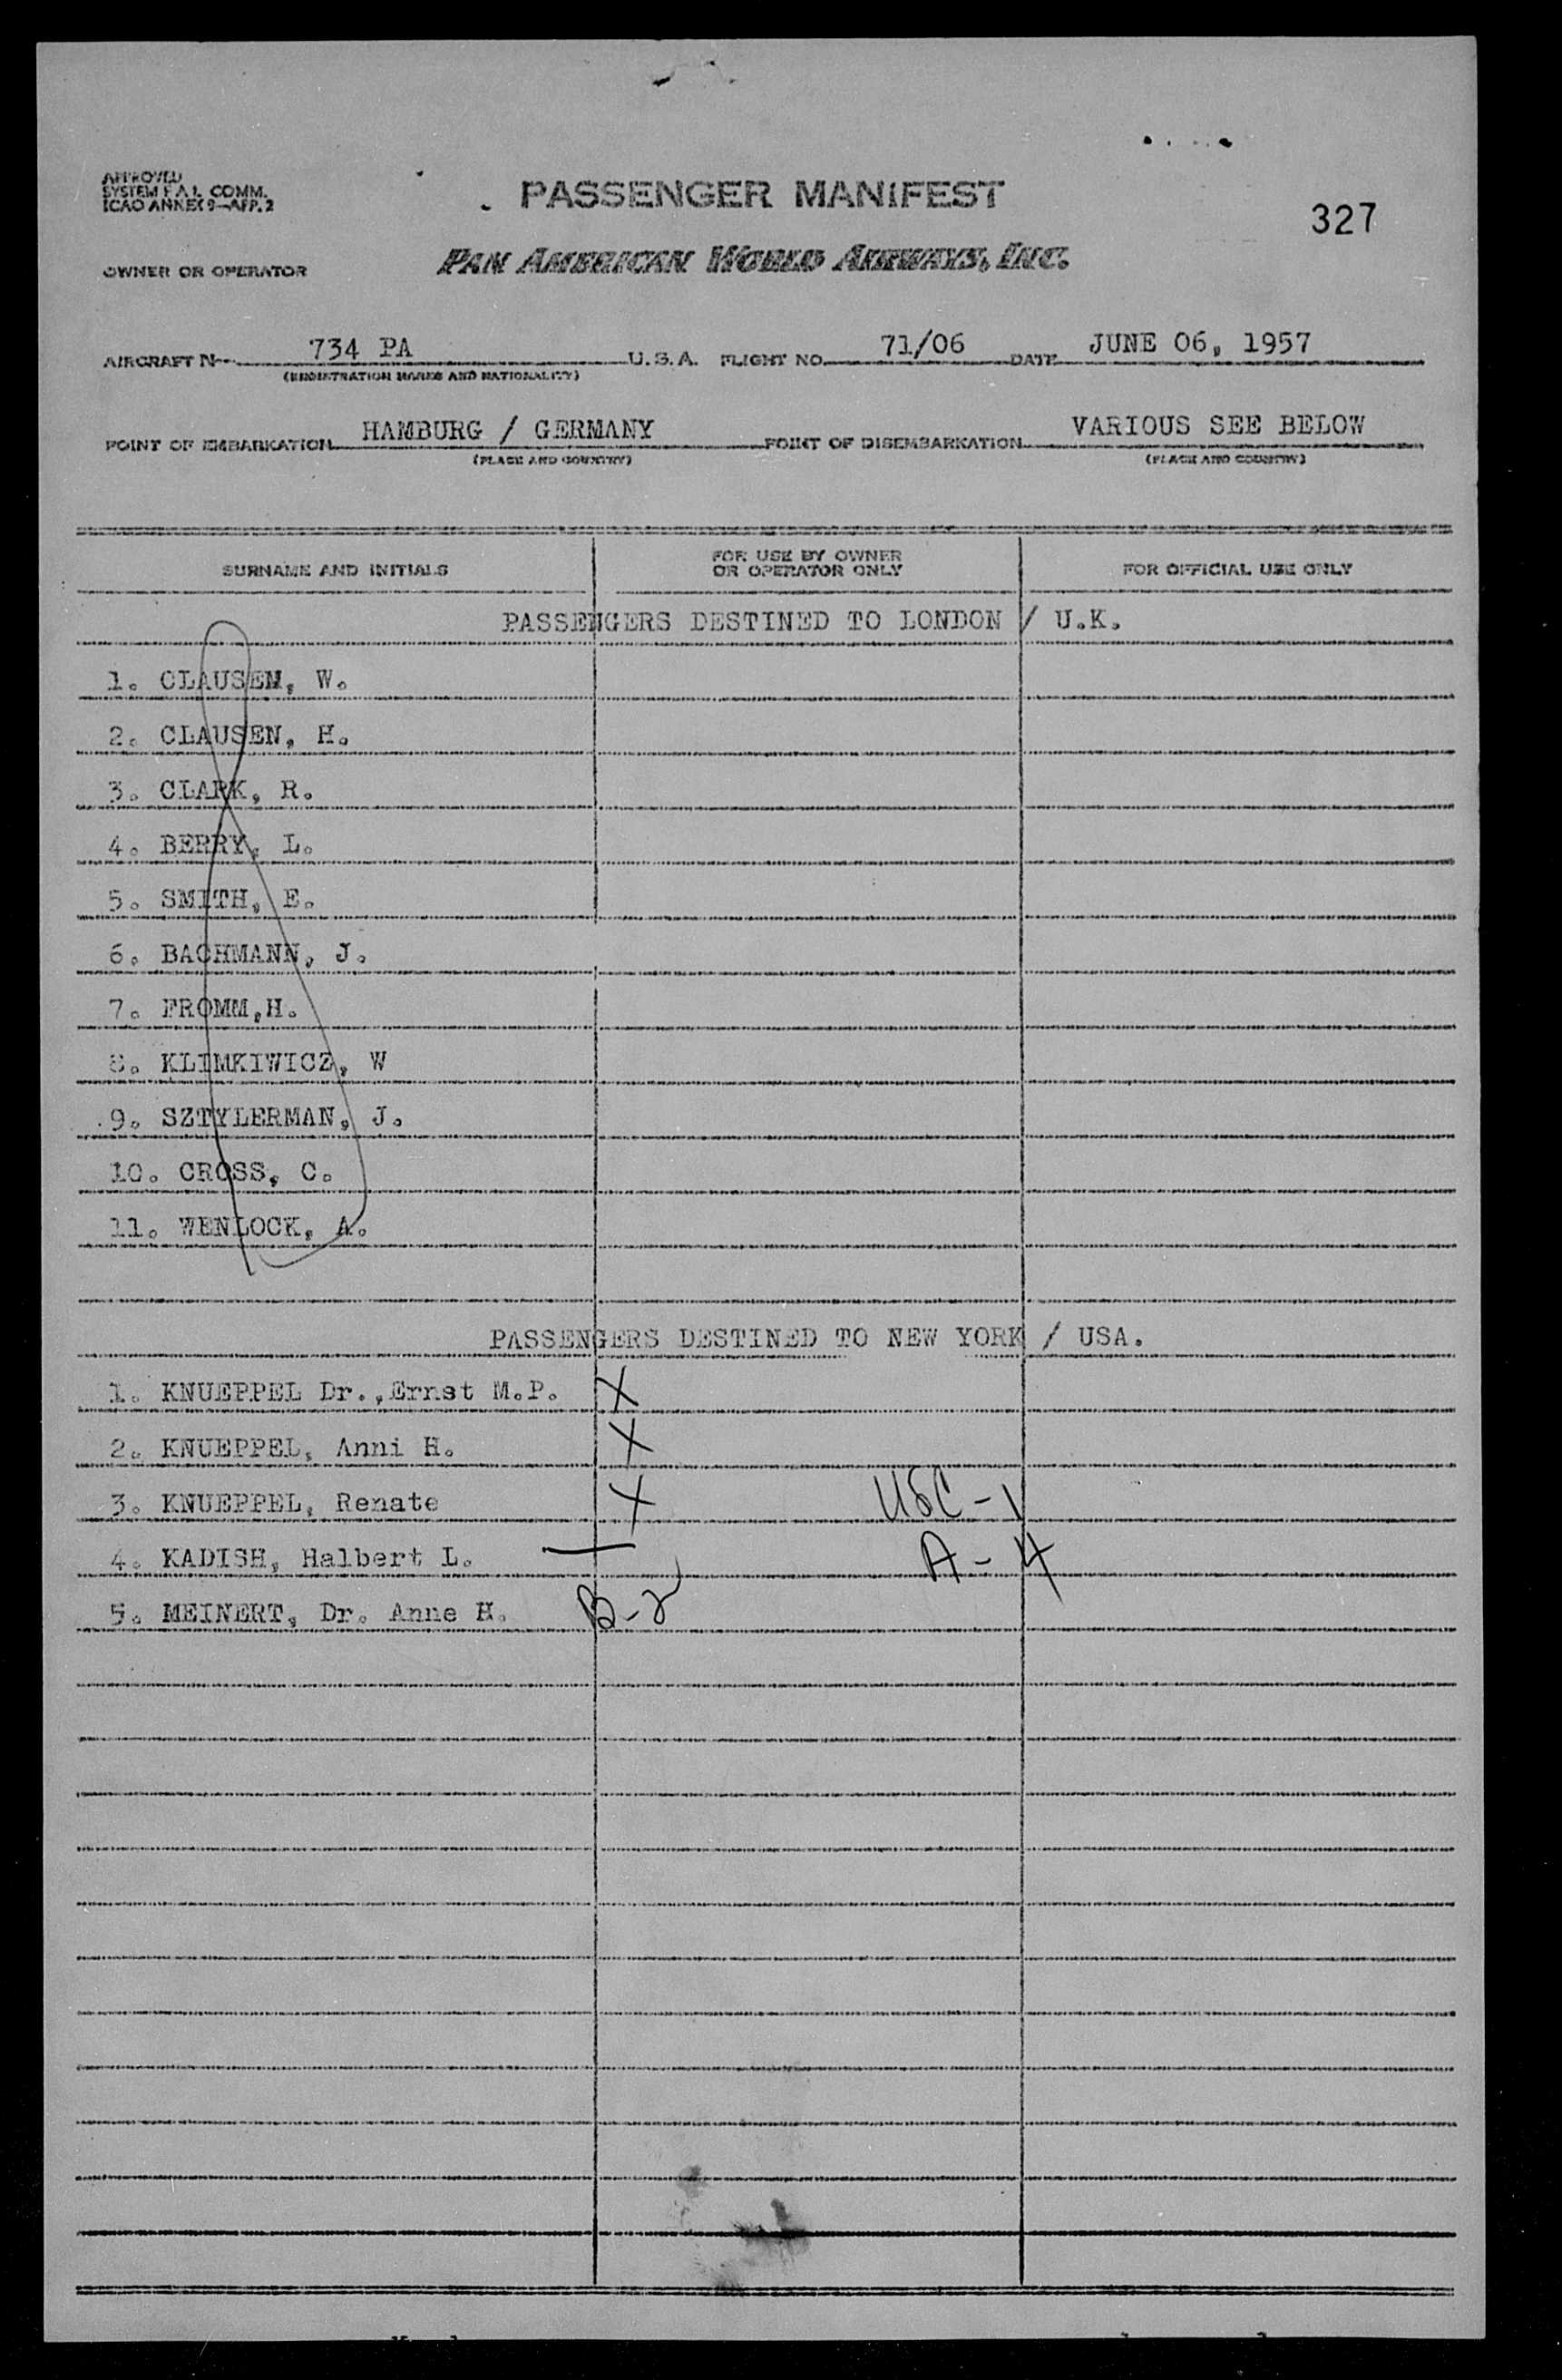 APPROVED
SYSTEM F.A.L. COMM.
ICAO ANNEX 9—APP. 2
PASSENGER MANIFEST
327
OWNER OR OPERATOR PAN AMERICAN WORLD AIRWAYS, INC.
AIRCRAFT N- 734 PA U.S.A. FLIGHT NO. 71/06 DATE JUNE 06, 1957
(REGISTRATION MARKS AND NATIONALITY)
POINT OF EMBARKATION HAMBURG / GERMANY POINT OF DISEMBARKATION VARIOUS SEE BELOW
(PLACE AND COUNTRY) (PLACE AND COUNTRY)
SURNAME AND INITIALS FOR USE BY OWNER OR OPERATOR ONLY FOR OFFICIAL USE ONLY
PASSENGERS DESTINED TO LONDON / U.K.
1. CLAUSEN, W.
2. CLAUSEN, H.
3. CLARK, R.
4. BERRY, L.
5. SMITH, E.
6. BACHMANN, J.
7. FROMM,H.
8. KLIMKIWICZ, W
9. SZTYLERMAN, J.
10. CROSS, C.
11. WENLOCK, A.
PASSENGERS DESTINED TO NEW YORK / USA.
1. KNUEPPEL Dr.,Ernst M.P. X
2. KNUEPPEL, Anni H. X
3. KNUEPPEL, Renate X USC - 1
4. KADISH, Halbert L. A - 4
5. MEINERT, Dr. Anne H. B-2